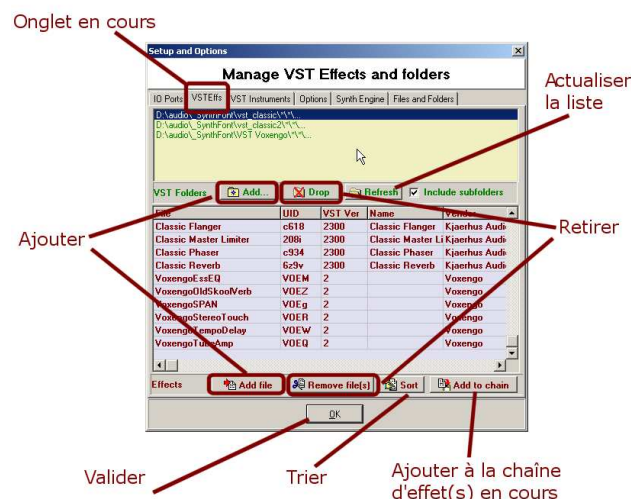 Onglet en cours
Setup and Options
Manage VST Effects and folders
IO Ports VSTEffs VST Instruments Options Synth Engine Files and Folders
Actualiser
la liste
D:\audio\_SynthFont\vst_classic\*\*\...
D:\audio\_SynthFont\vst_classic2\*\*\...
D:\audio\_SynthFont\VST Voxengo\*\*\...
VST Folders Add... Drop Refresh Include subfolders
File UID VST Ver Name Vendor
Classic Flanger c618 2300 Classic Flanger Kjaerhus Audi
Classic Master Limiter 208i 2300 Classic Master Li Kjaerhus Audi
Classic Phaser c934 2300 Classic Phaser Kjaerhus Audi
Classic Reverb 6z9v 2300 Classic Reverb Kjaerhus Audi
VoxengoEssEQ VOEM 2 Voxengo
VoxengoOldSkoolVerb VOEZ 2 Voxengo
VoxengoSPAN VOEg 2 Voxengo
VoxengoStereoTouch VOER 2 Voxengo
VoxengoTempoDelay VOEW 2 Voxengo
VoxengoTubeAmp VOEQ 2 Voxengo
Ajouter
Retirer
Effects Add file Remove file(s) Sort Add to chain
OK
Valider
Trier
Ajouter à la chaîne
d'effet(s) en cours